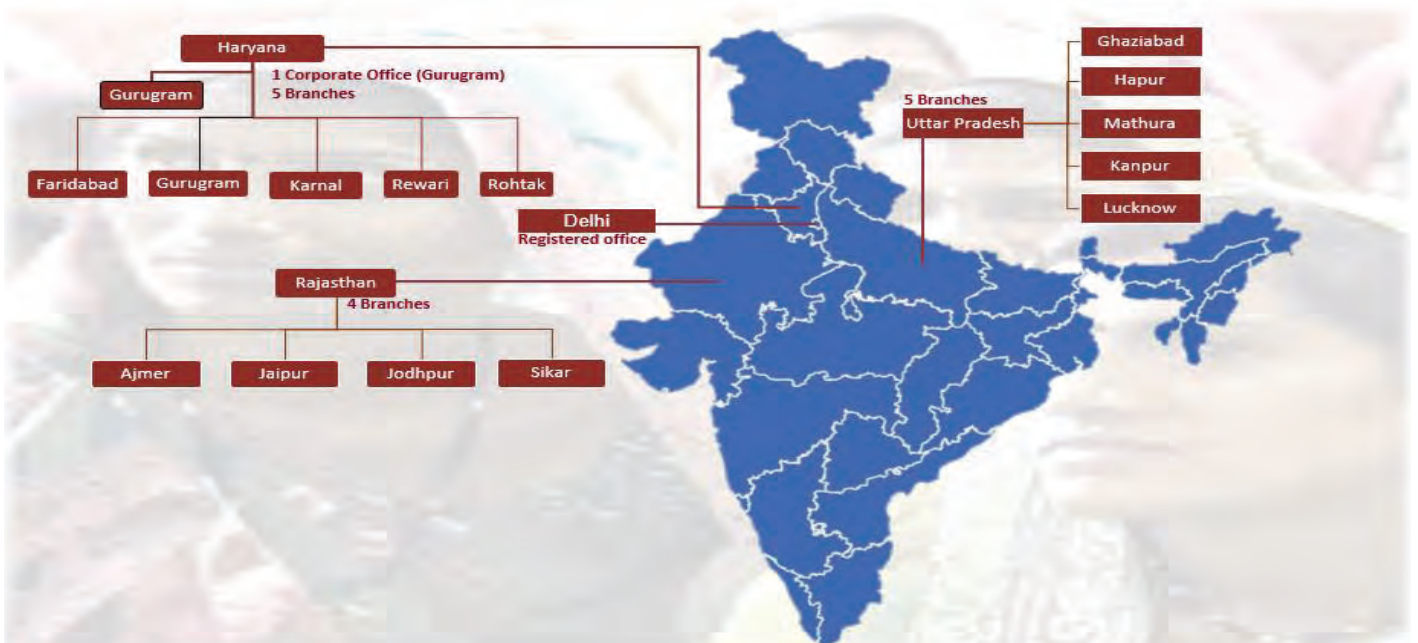 Haryana
1 Corporate Office (Gurugram)
5 Branches
Gurugram
Faridabad
Gurugram
Karnal
Rewari
Rohtak
Delhi
Registered office
Rajasthan
4 Branches
Ajmer
Jaipur
Jodhpur
Sikar
5 Branches
Uttar Pradesh
Ghaziabad
Hapur
Mathura
Kanpur
Lucknow